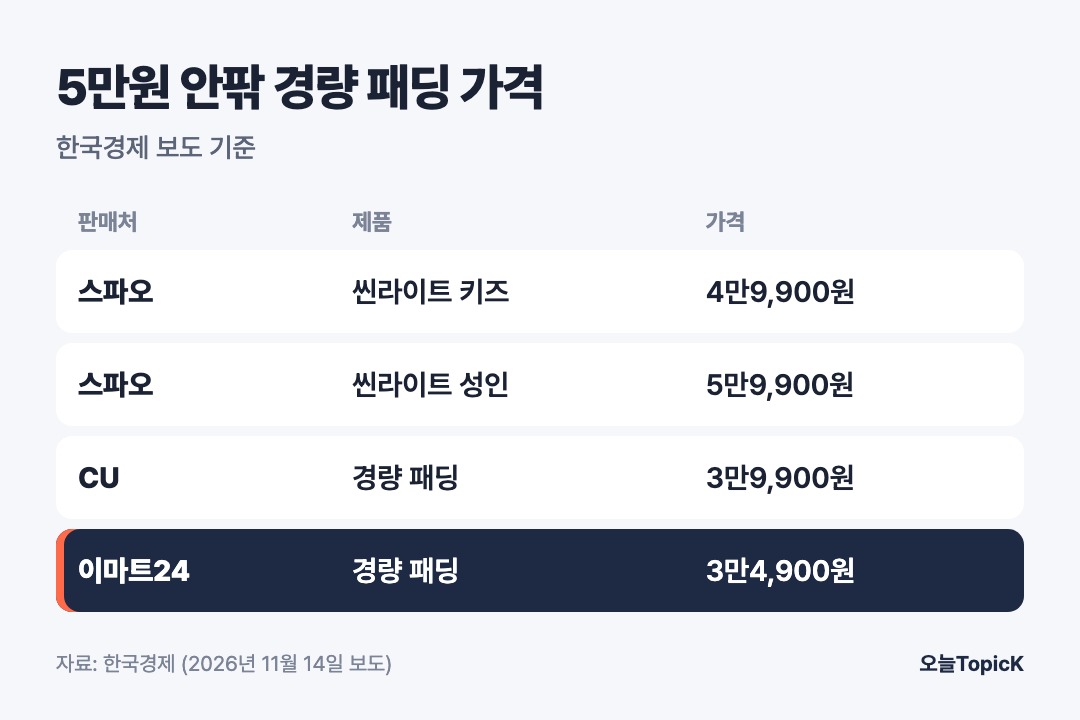 5만원 안팎 경량 패딩 가격
한국경제 보도 기준
판매처 제품 가격
스파오 씬라이트 키즈 4만9,900원
스파오 씬라이트 성인 5만9,900원
CU 경량 패딩 3만9,900원
이마트24 경량 패딩 3만4,900원
자료: 한국경제 (2026년 11월 14일 보도) 오늘TopicK